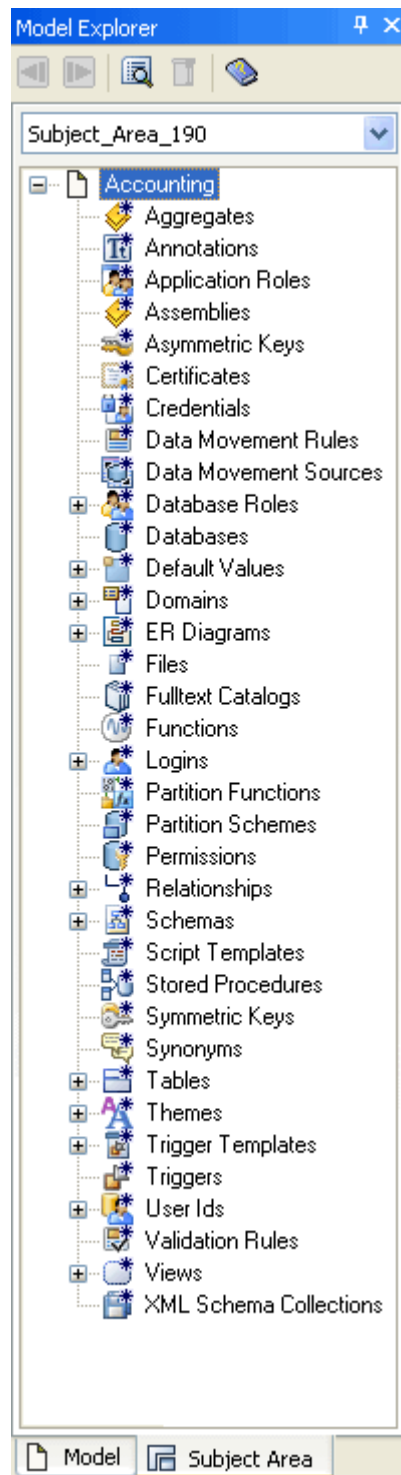 Model Explorer
Subject_Area_190
Accounting
Aggregates
Annotations
Application Roles
Assemblies
Asymmetric Keys
Certificates
Credentials
Data Movement Rules
Data Movement Sources
Database Roles
Databases
Default Values
Domains
ER Diagrams
Files
Fulltext Catalogs
Functions
Logins
Partition Functions
Partition Schemes
Permissions
Relationships
Schemas
Script Templates
Stored Procedures
Symmetric Keys
Synonyms
Tables
Themes
Trigger Templates
Triggers
User Ids
Validation Rules
Views
XML Schema Collections
Model Subject Area